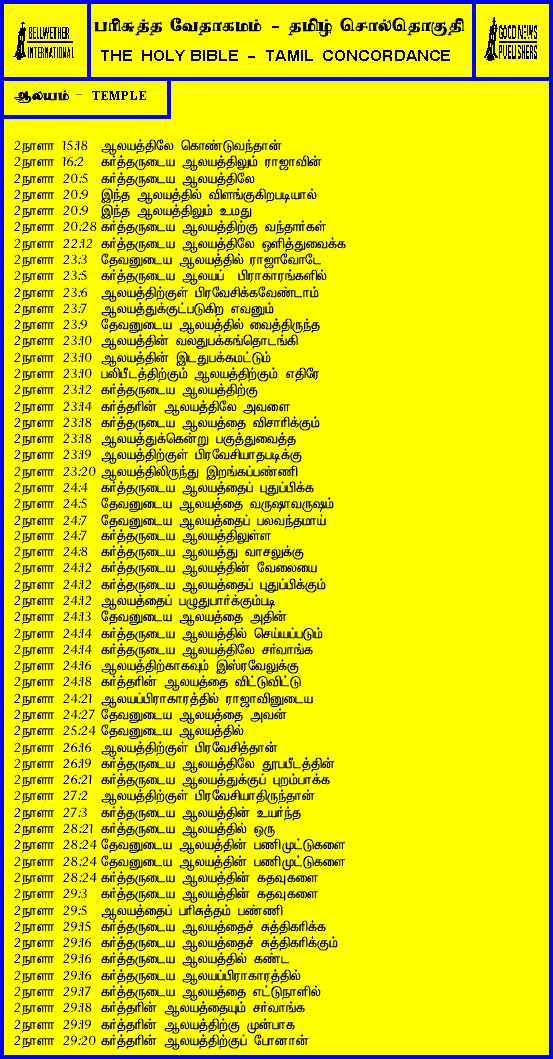 BELLWETHER
INTERNATIONAL
பரிசுத்த வேதாகமம் - தமிழ் சொல்தொகுதி
THE HOLY BIBLE - TAMIL CONCORDANCE
GOOD NEWS
PUBLISHERS
ஆலயம் - TEMPLE
2நாளா 15:18 ஆலயத்திலே கொண்டுவந்தான்
2நாளா 16:2 கர்த்தருடைய ஆலயத்திலும் ராஜாவின்
2நாளா 20:5 கர்த்தருடைய ஆலயத்திலே
2நாளா 20:9 இந்த ஆலயத்தில் விளங்குகிறபடியால்
2நாளா 20:9 இந்த ஆலயத்திலும் உமது
2நாளா 20:28 கர்த்தருடைய ஆலயத்திற்கு வந்தார்கள்
2நாளா 22:12 கர்த்தருடைய ஆலயத்திலே ஒளித்துவைக்க
2நாளா 23:3 தேவனுடைய ஆலயத்தில் ராஜாவோடே
2நாளா 23:5 கர்த்தருடைய ஆலயப் பிராகாரங்களில்
2நாளா 23:6 ஆலயத்திற்குள் பிரவேசிக்கவேண்டாம்
2நாளா 23:7 ஆலயத்துக்குட்படுகிற எவனும்
2நாளா 23:9 தேவனுடைய ஆலயத்தில் வைத்திருந்த
2நாளா 23:10 ஆலயத்தின் வலதுபக்கங்தொடங்கி
2நாளா 23:10 ஆலயத்தின் இடதுபக்கமட்டும்
2நாளா 23:10 பலிபீடத்திற்கும் ஆலயத்திற்கும் எதிரே
2நாளா 23:12 கர்த்தருடைய ஆலயத்திற்கு
2நாளா 23:14 கர்த்தரின் ஆலயத்திலே அவளை
2நாளா 23:18 கர்த்தருடைய ஆலயத்தை விசாரிக்கும்
2நாளா 23:18 ஆலயத்துக்கென்று பகுத்துவைத்த
2நாளா 23:19 ஆலயத்திற்குள் பிரவேசியாதபடிக்கு
2நாளா 23:20 ஆலயத்திலிருந்து இறங்கப்பண்ணி
2நாளா 24:4 கர்த்தருடைய ஆலயத்தைப் புதுப்பிக்க
2நாளா 24:5 தேவனுடைய ஆலயத்தை வருஷாவருஷம்
2நாளா 24:7 தேவனுடைய ஆலயத்தைப் பலவந்தமாய்
2நாளா 24:7 கர்த்தருடைய ஆலயத்திலுள்ள
2நாளா 24:8 கர்த்தருடைய ஆலயத்து வாசலுக்கு
2நாளா 24:12 கர்த்தருடைய ஆலயத்தின் வேலையை
2நாளா 24:12 கர்த்தருடைய ஆலயத்தைப் புதுப்பிக்கும்
2நாளா 24:12 ஆலயத்தைப் பழுதுபார்க்கும்படி
2நாளா 24:13 தேவனுடைய ஆலயத்தை அதின்
2நாளா 24:14 கர்த்தருடைய ஆலயத்தில் செய்யப்படும்
2நாளா 24:14 கர்த்தருடைய ஆலயத்திலே சர்வாங்க
2நாளா 24:16 ஆலயத்திற்காகவும் இஸ்ரவேலுக்கு
2நாளா 24:18 கர்த்தரின் ஆலயத்தை விட்டுவிட்டு
2நாளா 24:21 ஆலயப்பிராகாரத்தில் ராஜாவினுடைய
2நாளா 24:27 தேவனுடைய ஆலயத்தை அவன்
2நாளா 25:24 தேவனுடைய ஆலயத்தில்
2நாளா 26:16 ஆலயத்திற்குள் பிரவேசித்தான்
2நாளா 26:19 கர்த்தருடைய ஆலயத்திலே தூபபீடத்தின்
2நாளா 26:21 கர்த்தருடைய ஆலயத்துக்குப் புறம்பாக்க
2நாளா 27:2 ஆலயத்திற்குள் பிரவேசியாதிருந்தான்
2நாளா 27:3 கர்த்தருடைய ஆலயத்தின் உயர்ந்த
2நாளா 28:21 கர்த்தருடைய ஆலயத்தில் ஒரு
2நாளா 28:24 தேவனுடைய ஆலயத்தின் பணிமுட்டுகளை
2நாளா 28:24 தேவனுடைய ஆலயத்தின் பணிமுட்டுகளை
2நாளா 28:24 கர்த்தருடைய ஆலயத்தின் கதவுகளை
2நாளா 29:3 கர்த்தருடைய ஆலயத்தின் கதவுகளை
2நாளா 29:5 ஆலயத்தைப் பரிசுத்தம் பண்ணி
2நாளா 29:15 கர்த்தருடைய ஆலயத்தைச் சுத்திகரிக்க
2நாளா 29:16 கர்த்தருடைய ஆலயத்தைச் சுத்திகரிக்கும்
2நாளா 29:16 கர்த்தருடைய ஆலயத்தில் கண்ட
2நாளா 29:16 கர்த்தருடைய ஆலயப்பிராகாரத்தில்
2நாளா 29:17 கர்த்தருடைய ஆலயத்தை எட்டுநாளில்
2நாளா 29:18 கர்த்தரின் ஆலயத்தையும் சர்வாங்க
2நாளா 29:19 கர்த்தரின் ஆலயத்திற்கு முன்பாக
2நாளா 29:20 கர்த்தரின் ஆலயத்திற்குப் போனான்